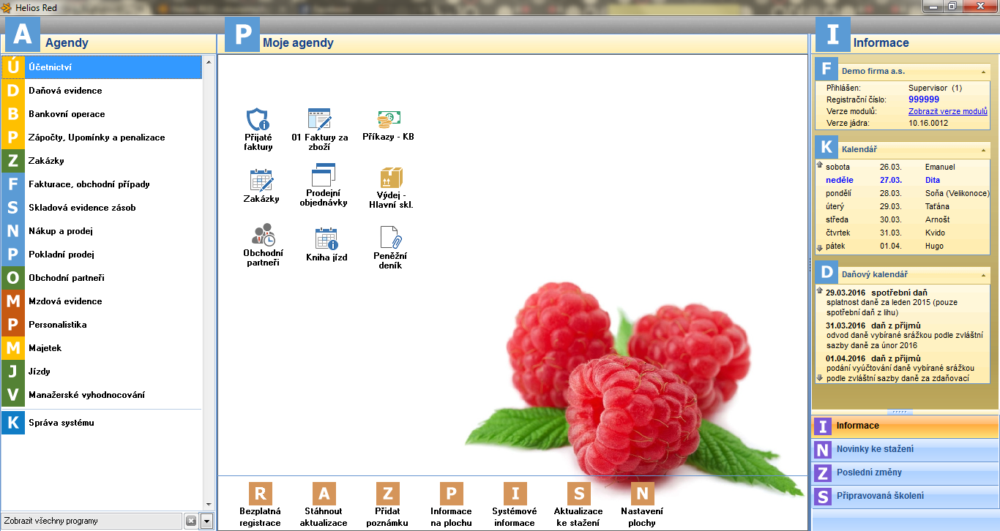 Helios Red
A Agendy
P Moje agendy
I Informace
Ú Účetnictví
D Daňová evidence
B Bankovní operace
P Zápočty, Upomínky a penalizace
Z Zakázky
F Fakturace, obchodní případy
S Skladová evidence zásob
N Nákup a prodej
P Pokladní prodej
O Obchodní partneři
M Mzdová evidence
P Personalistika
M Majetek
J Jízdy
V Manažerské vyhodnocování
K Správa systému
Zobrazit všechny programy
Přijaté
faktury
01 Faktury za
zboží
Příkazy - KB
Zakázky
Prodejní
objednávky
Výdej -
Hlavní skl.
Obchodní
partneři
Kniha jízd
Peněžní
deník
R
Bezplatná
registrace
A
Stáhnout
aktualizace
Z
Přidat
poznámku
P
Informace
na plochu
I
Systémové
informace
S
Aktualizace
ke stažení
N
Nastavení
plochy
F Demo firma a.s.
Přihlášen: Supervisor (1)
Registrační číslo: 999999
Verze modulů: Zobrazit verze modulů
Verze jádra: 10.16.0012
K Kalendář
sobota 26.03. Emanuel
neděle 27.03. Dita
pondělí 28.03. Soňa (Velikonoce)
úterý 29.03. Taťána
středa 30.03. Arnošt
čtvrtek 31.03. Kvido
pátek 01.04. Hugo
D Daňový kalendář
29.03.2016 spotřební daň
splatnost daně za leden 2015 (pouze
spotřební daň z lihu)
31.03.2016 daň z příjmů
odvod daně vybírané srážkou podle zvláštní
sazby daně za únor 2016
01.04.2016 daň z příjmů
podání vyúčtování daně vybírané srážkou
podle zvláštní sazby daně za zdaňovací
I Informace
N Novinky ke stažení
Z Poslední změny
S Připravovaná školení